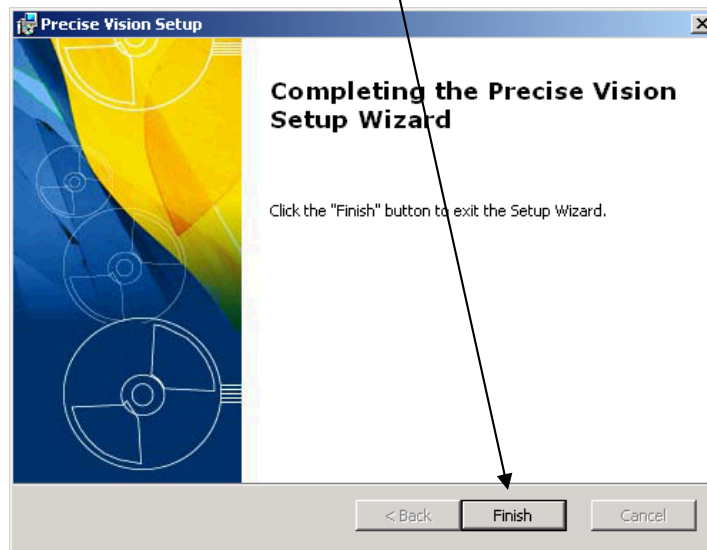 Precise Vision Setup
Completing the Precise Vision
Setup Wizard
Click the "Finish" button to exit the Setup Wizard.
< Back
Finish
Cancel